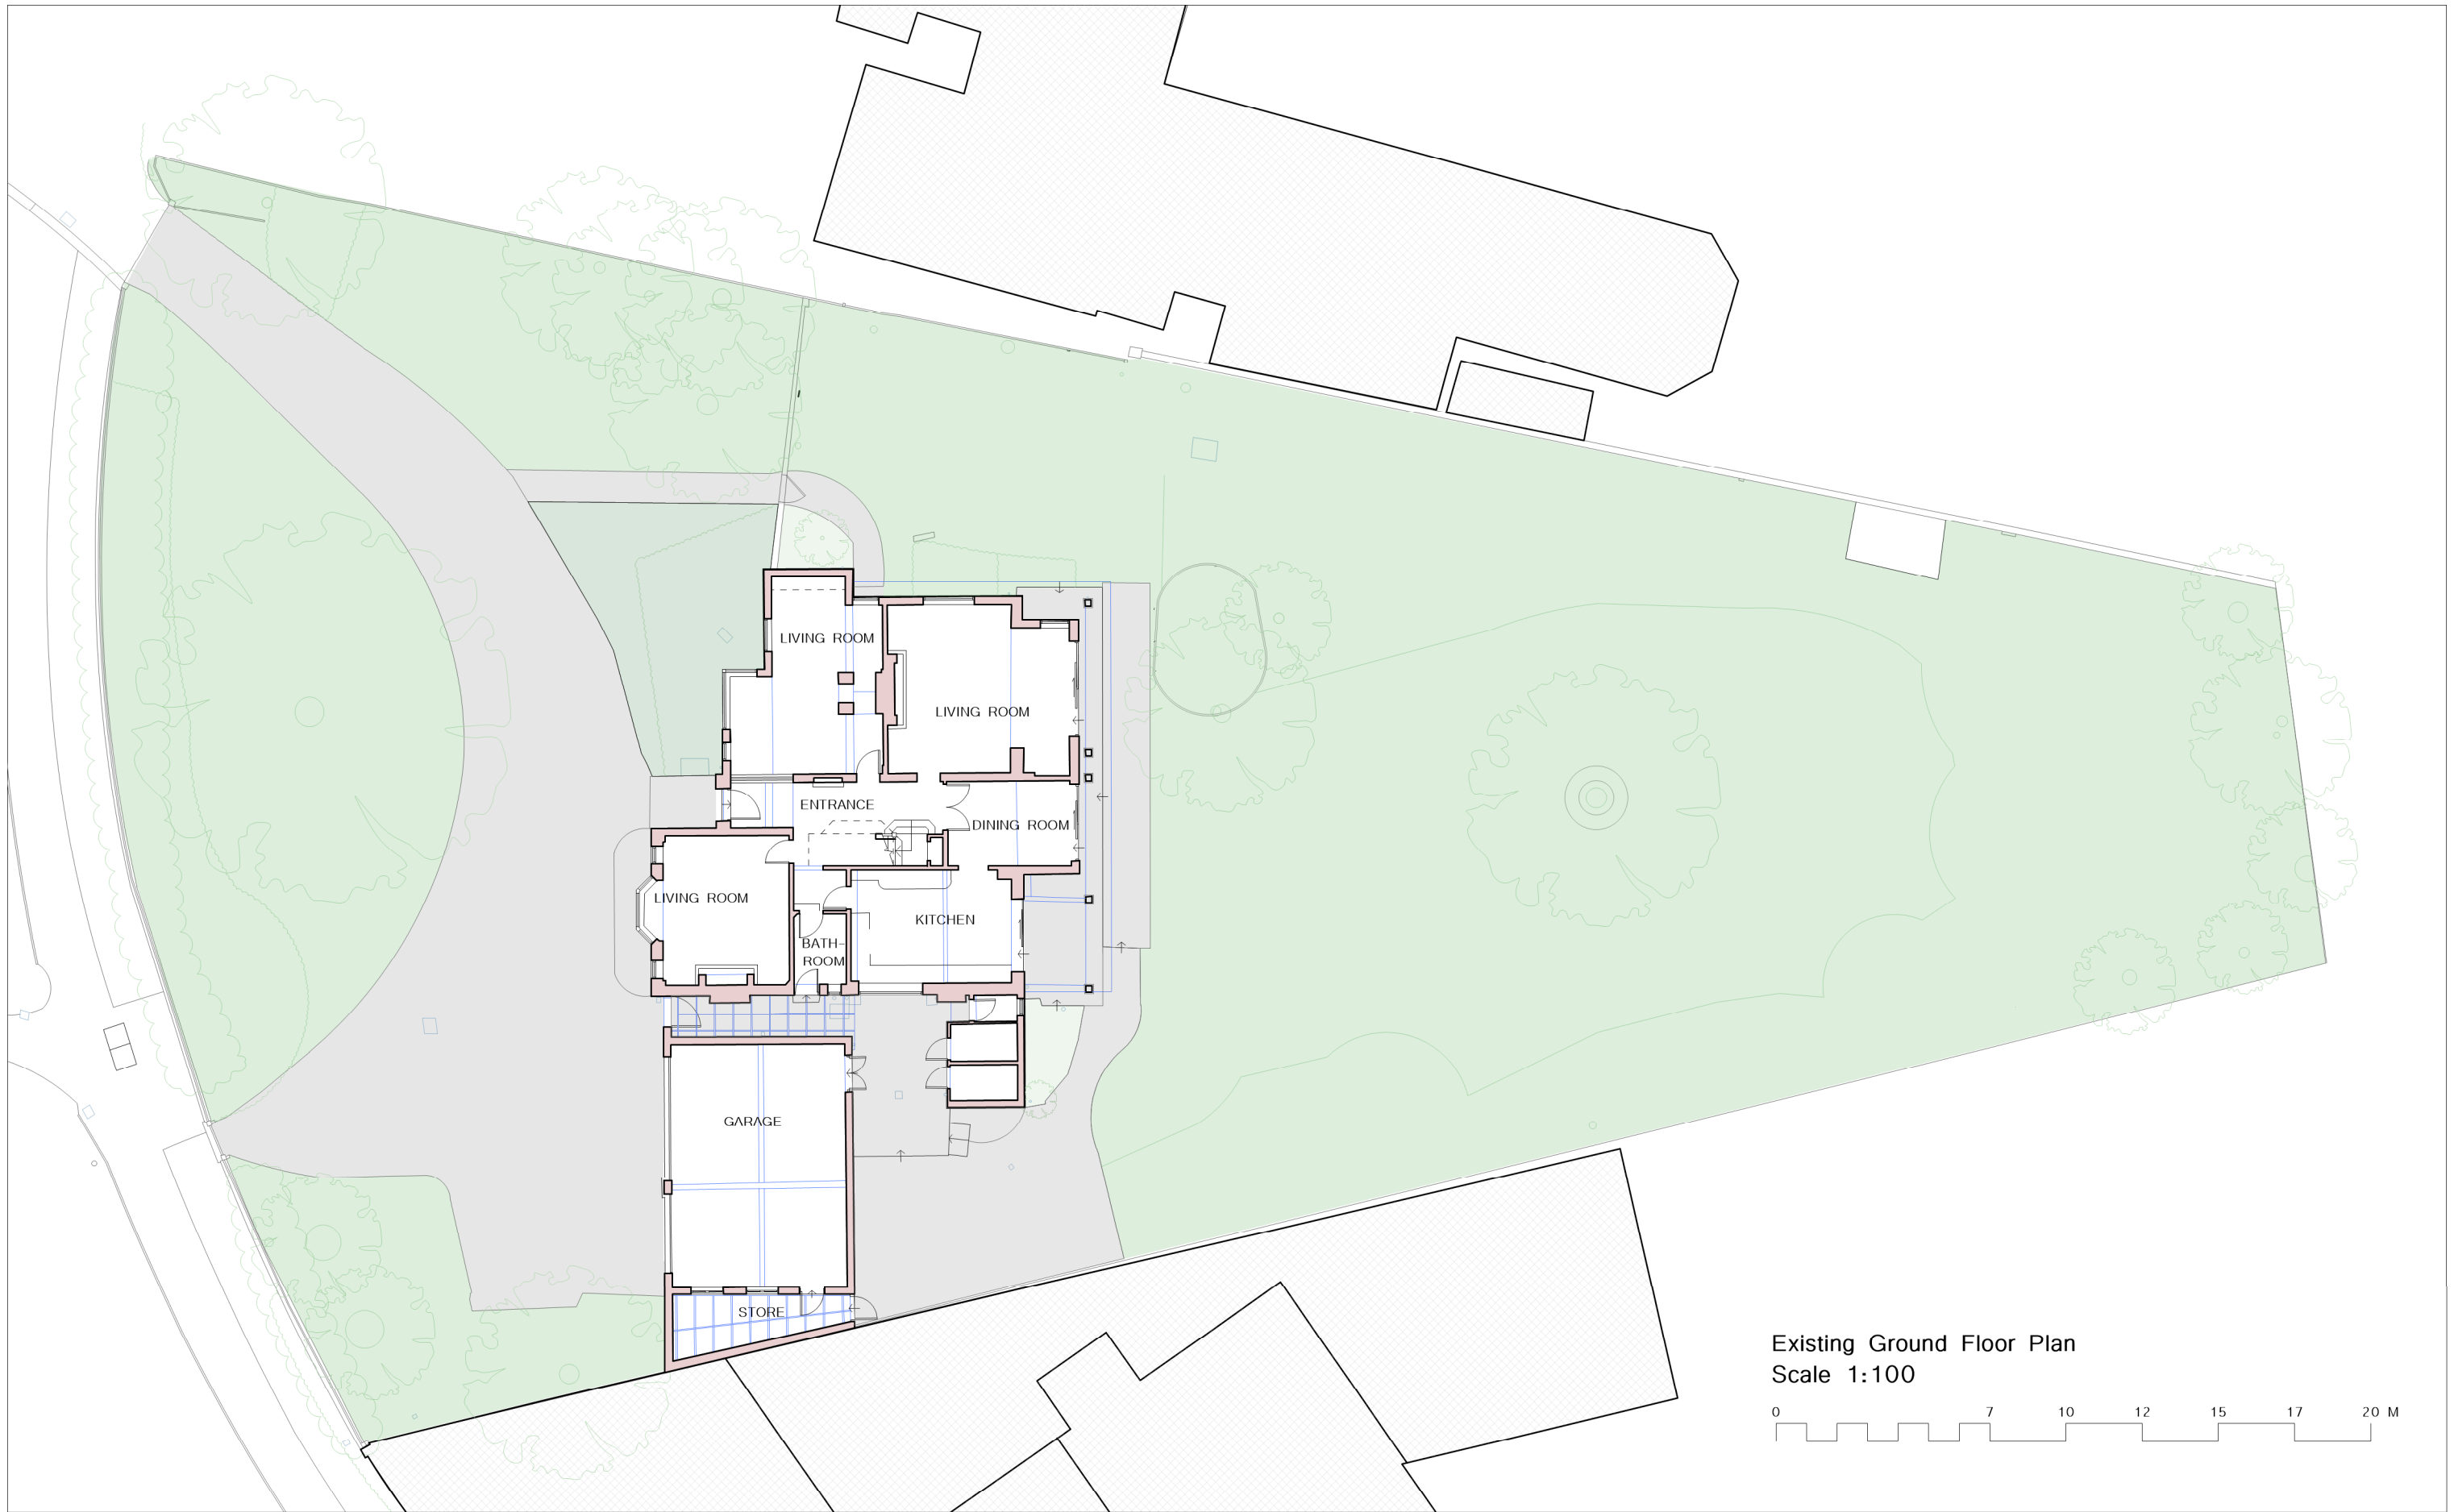 LIVING ROOM
LIVING ROOM
ENTRANCE
DINING ROOM
LIVING ROOM
KITCHEN
BATH-
ROOM
GARAGE
STORE
Existing Ground Floor Plan
Scale 1:100
0 7 10 12 15 17 20 M